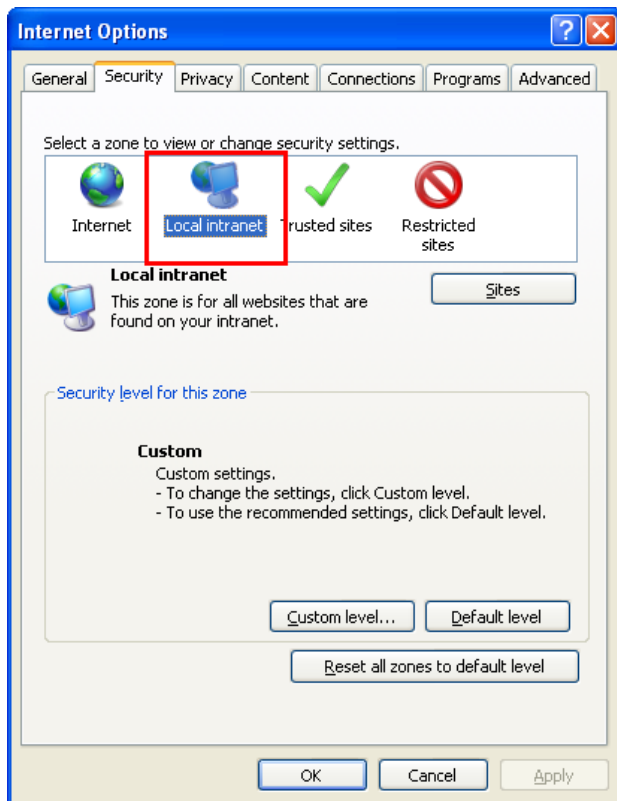 Internet Options
General Security Privacy Content Connections Programs Advanced
Select a zone to view or change security settings.
Internet Local intranet Trusted sites Restricted sites
Local intranet
This zone is for all websites that are
found on your intranet.
Sites
Security level for this zone
Custom
Custom settings.
- To change the settings, click Custom level.
- To use the recommended settings, click Default level.
Custom level... Default level
Reset all zones to default level
OK Cancel Apply